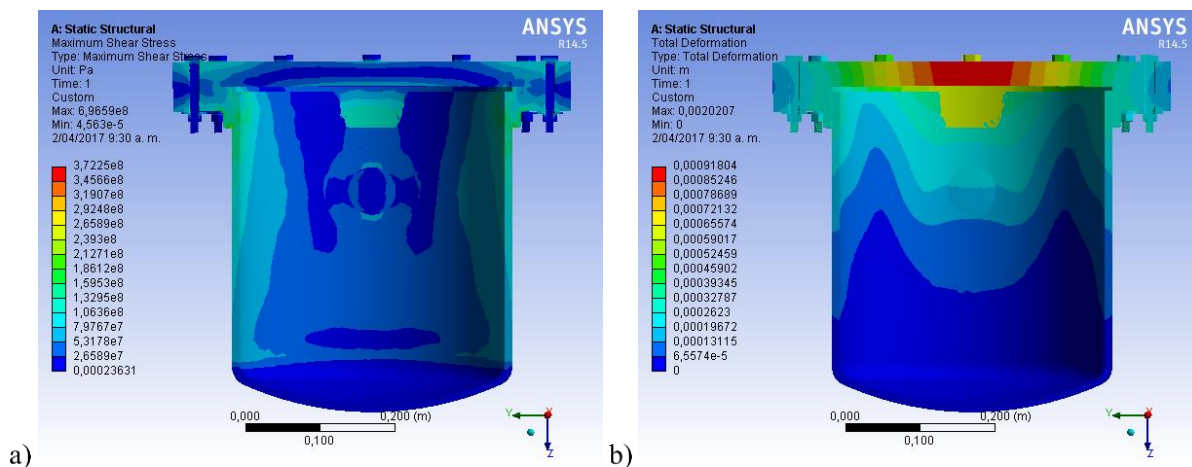 A: Static Structural
Maximum Shear Stress
Type: Maximum Shear Stress
Unit: Pa
Time: 1
Custom
Max: 6,9659e8
Min: 4,563e-5
2/04/2017 9:30 a. m.
ANSYS
R14.5
3,7225e8
3,4566e8
3,1907e8
2,9248e8
2,6589e8
2,393e8
2,1271e8
1,8612e8
1,5953e8
1,3295e8
1,0636e8
7,9767e7
5,3178e7
2,6589e7
0,00023631
0,000
0,200 (m)
0,100
Y
X
Z
a)
A: Static Structural
Total Deformation
Type: Total Deformation
Unit: m
Time: 1
Custom
Max: 0,0020207
Min: 0
2/04/2017 9:30 a. m.
ANSYS
R14.5
0,00091804
0,00085246
0,00078689
0,00072132
0,00065574
0,00059017
0,00052459
0,00045902
0,00039345
0,00032787
0,0002623
0,00019672
0,00013115
6,5574e-5
0
0,000
0,200 (m)
0,100
Y
X
Z
b)